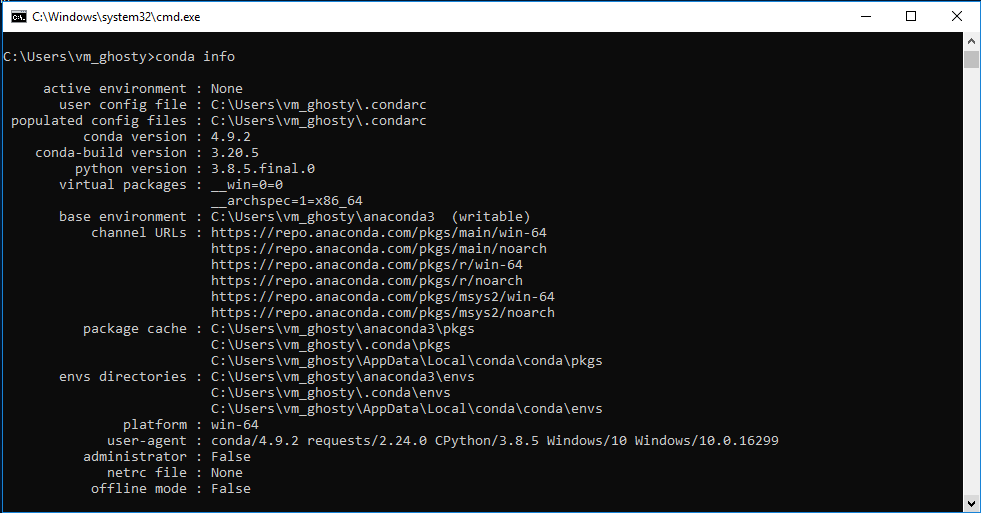 C:\Windows\system32\cmd.exe
C:\Users\vm_ghosty>conda info
active environment : None
user config file : C:\Users\vm_ghosty\.condarc
populated config files : C:\Users\vm_ghosty\.condarc
conda version : 4.9.2
conda-build version : 3.20.5
python version : 3.8.5.final.0
virtual packages : __win=0=0
__archspec=1=x86_64
base environment : C:\Users\vm_ghosty\anaconda3  (writable)
channel URLs : https://repo.anaconda.com/pkgs/main/win-64
https://repo.anaconda.com/pkgs/main/noarch
https://repo.anaconda.com/pkgs/r/win-64
https://repo.anaconda.com/pkgs/r/noarch
https://repo.anaconda.com/pkgs/msys2/win-64
https://repo.anaconda.com/pkgs/msys2/noarch
package cache : C:\Users\vm_ghosty\anaconda3\pkgs
C:\Users\vm_ghosty\.conda\pkgs
C:\Users\vm_ghosty\AppData\Local\conda\conda\pkgs
envs directories : C:\Users\vm_ghosty\anaconda3\envs
C:\Users\vm_ghosty\.conda\envs
C:\Users\vm_ghosty\AppData\Local\conda\conda\envs
platform : win-64
user-agent : conda/4.9.2 requests/2.24.0 CPython/3.8.5 Windows/10 Windows/10.0.16299
administrator : False
netrc file : None
offline mode : False